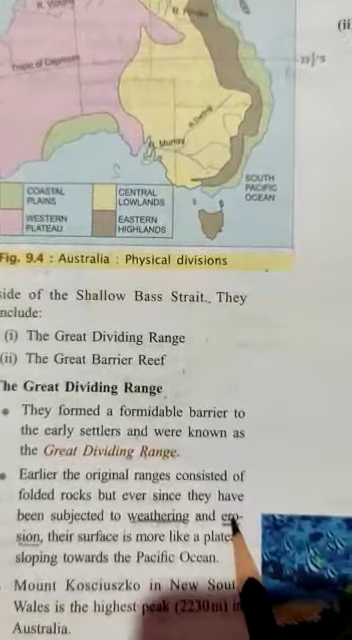 R. Victoria
R. Flinders
(ii
Tropic of Capricorn
23½°S
R. Darling
R. Murray
SOUTH
PACIFIC
OCEAN
COASTAL
PLAINS
CENTRAL
LOWLANDS
WESTERN
PLATEAU
EASTERN
HIGHLANDS
Fig. 9.4 : Australia : Physical divisions
side of the Shallow Bass Strait. They
nclude:
(i) The Great Dividing Range
(ii) The Great Barrier Reef
The Great Dividing Range
• They formed a formidable barrier to
the early settlers and were known as
the Great Dividing Range.
• Earlier the original ranges consisted of
folded rocks but ever since they have
been subjected to weathering and ero-
sion, their surface is more like a plate
sloping towards the Pacific Ocean.
Mount Kosciuszko in New Sout
Wales is the highest peak (2230m) i
Australia.